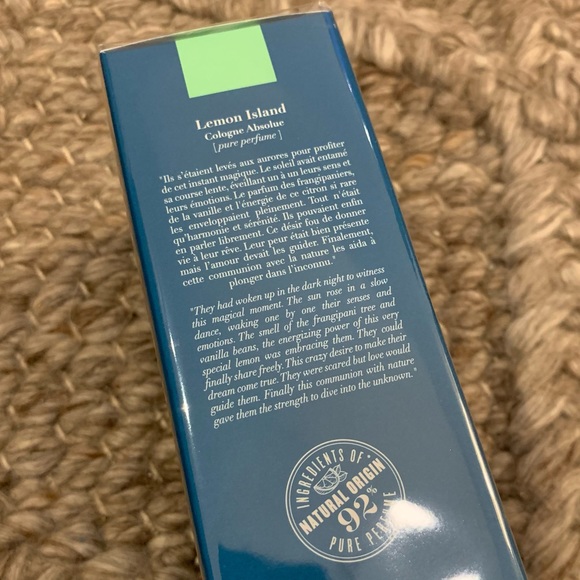 Lemon Island
Cologne Absolue
[pure perfume]
"Ils s'étaient levés aux aurores pour profiter
de cet instant magique. Le soleil avait entamé
sa course lente, éveillant un à un leurs sens et
leurs émotions. Le parfum des frangipaniers,
de la vanille et l'énergie de ce citron si rare
les enveloppaient pleinement. Tout n'était
qu'harmonie et sérénité. Ils pouvaient enfin
en parler librement. Ce désir fou de donner
vie à leur rêve. Leur peur était bien présente
mais l'amour devait les guider. Finalement,
cette communion avec la nature les aida à
plonger dans l'inconnu."
"They had woken up in the dark night to witness
this magical moment. The sun rose in a slow
dance, waking one by one their senses and
emotions. The smell of the frangipani tree and
vanilla beans, the energizing power of this very
special lemon was embracing them. They could
finally share freely. This crazy desire to make their
dream come true. They were scared but love would
guide them. Finally this communion with nature
gave them the strength to dive into the unknown."
INGREDIENTS OF
NATURAL ORIGIN
92%
PURE PERFUME